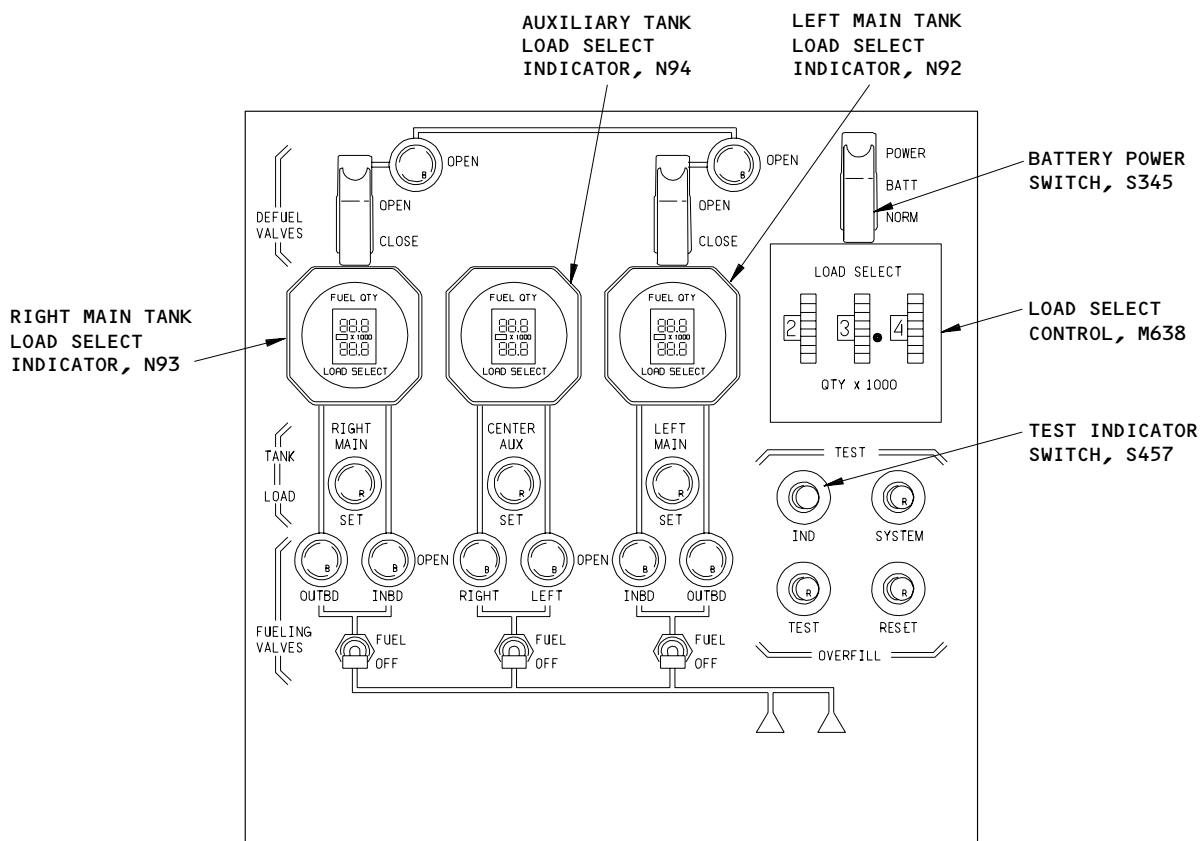 AUXILIARY TANK
LOAD SELECT
INDICATOR, N94
LEFT MAIN TANK
LOAD SELECT
INDICATOR, N92
BATTERY POWER
SWITCH, S345
RIGHT MAIN TANK
LOAD SELECT
INDICATOR, N93
LOAD SELECT
CONTROL, M638
TEST INDICATOR
SWITCH, S457
DEFUEL
VALVES
B
OPEN
OPEN
CLOSE
B
OPEN
OPEN
CLOSE
POWER
BATT
NORM
FUEL QTY
88.8
x 1000
88.8
LOAD SELECT
FUEL QTY
88.8
x 1000
88.8
LOAD SELECT
FUEL QTY
88.8
x 1000
88.8
LOAD SELECT
LOAD SELECT
2 3 . 4
QTY x 1000
TANK
LOAD
RIGHT
MAIN
R
SET
CENTER
AUX
R
SET
LEFT
MAIN
R
SET
TEST
IND
R
SYSTEM
R
TEST
R
RESET
OVERFILL
FUELING
VALVES
B
OUTBD
B
INBD
OPEN
B
RIGHT
B
LEFT
OPEN
B
INBD
B
OUTBD
FUEL
OFF
FUEL
OFF
FUEL
OFF